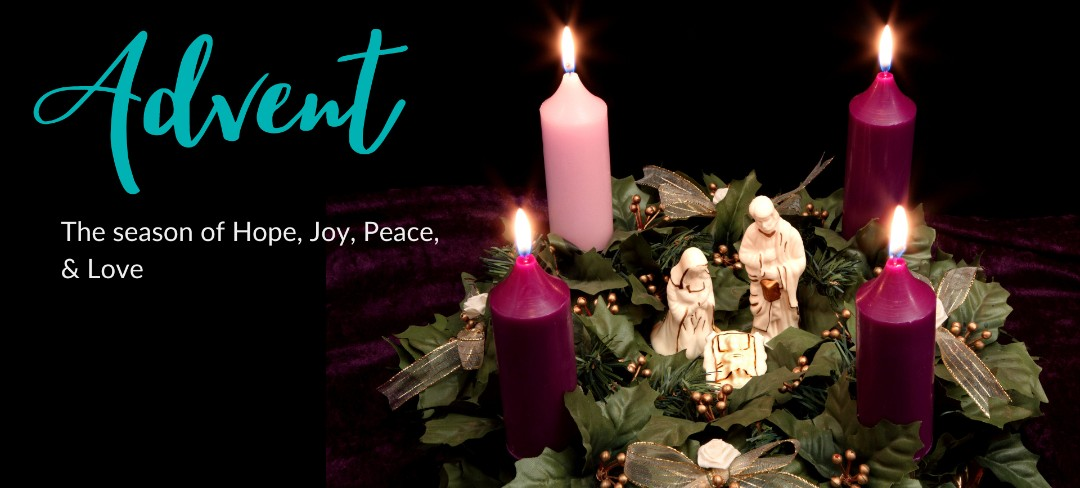 Advent
The season of Hope, Joy, Peace,
& Love